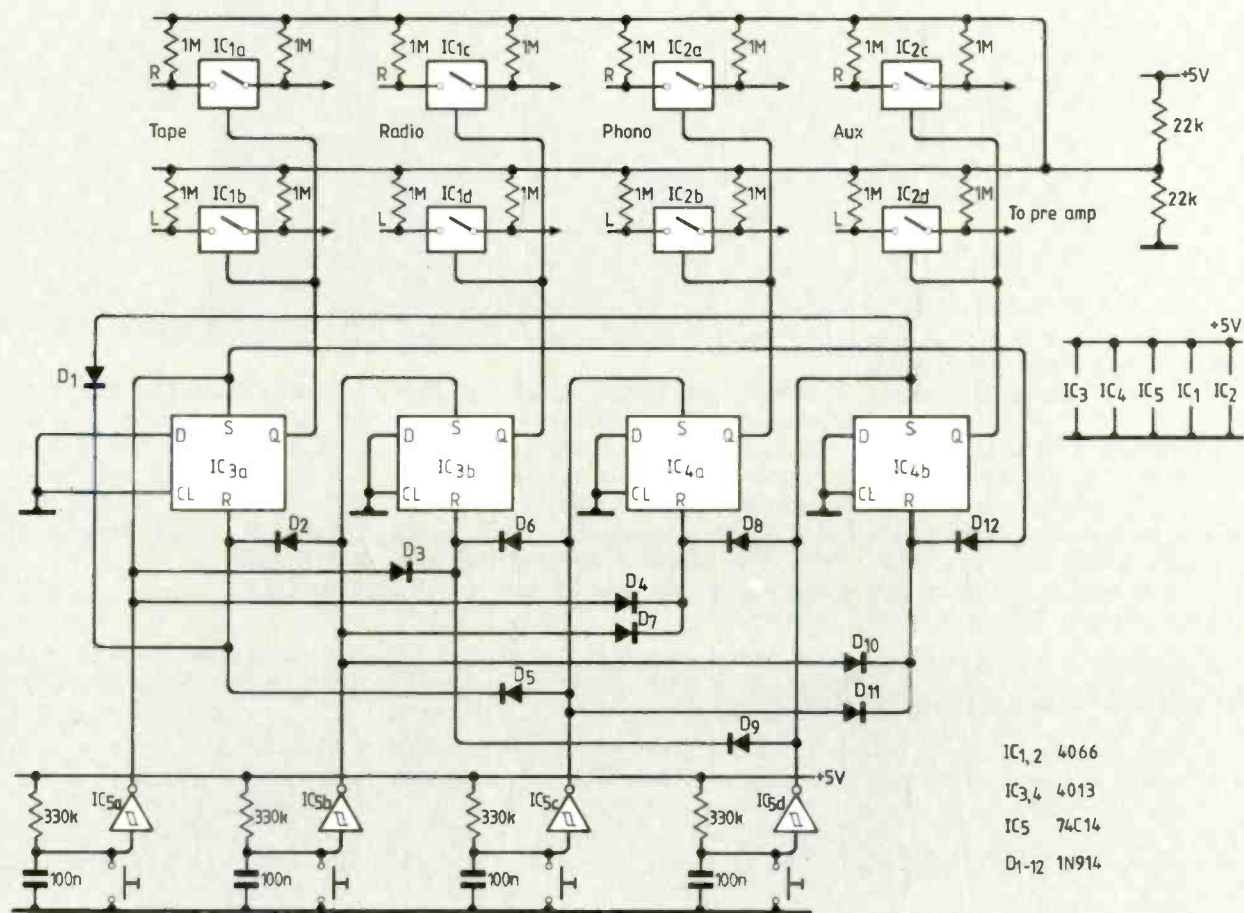 1M IC1a 1M 1M IC1c 1M 1M IC2a 1M 1M IC2c 1M
R R R R
+5V
22k
Tape Radio Phono Aux
1M 1M 1M 1M 1M 1M 1M 1M
IC1b IC1d IC2b IC2d
22k
L L L L To pre amp
+5V
D1
IC3 IC4 IC5 IC1 IC2
D S Q D S Q D S Q D S Q
IC3a IC3b IC4a IC4b
CL R CL R CL R CL R
D2 D6 D8 D12
D3
D4
D7
D10
D5
D11
D9
IC1,2 4066
+5V
IC5a IC5b IC5c IC5d
IC3,4 4013
330k 330k 330k 330k
IC5 74C14
D1-12 1N914
100n 100n 100n 100n